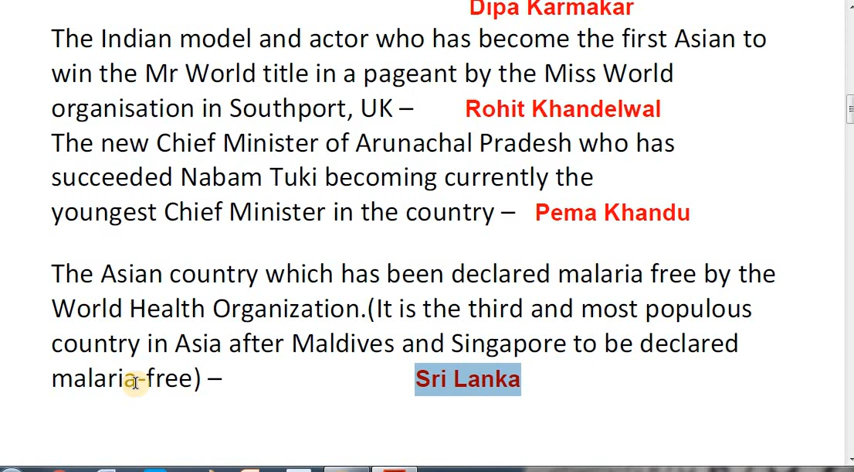 Dipa Karmakar
The Indian model and actor who has become the first Asian to
win the Mr World title in a pageant by the Miss World
organisation in Southport, UK – Rohit Khandelwal
The new Chief Minister of Arunachal Pradesh who has
succeeded Nabam Tuki becoming currently the
youngest Chief Minister in the country – Pema Khandu
The Asian country which has been declared malaria free by the
World Health Organization.(It is the third and most populous
country in Asia after Maldives and Singapore to be declared
malaria-free) – Sri Lanka